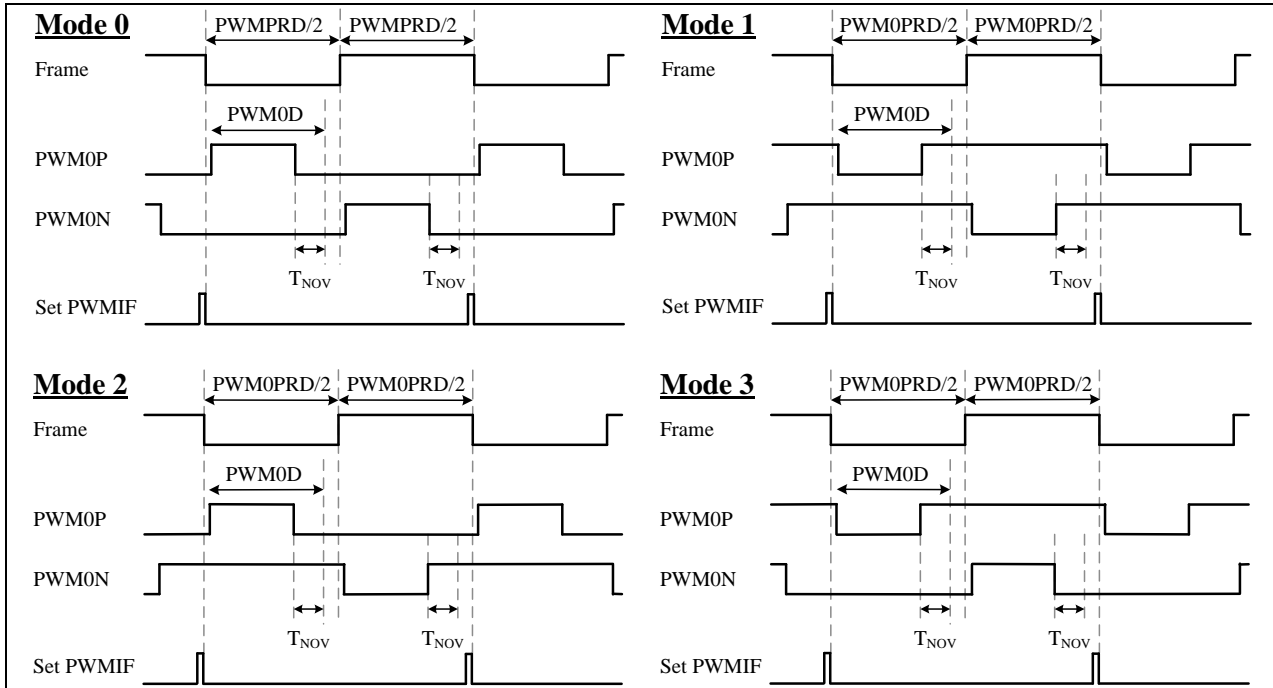 Mode 0
PWMPRD/2 PWMPRD/2
Frame
PWM0D
PWM0P
PWM0N
TNOV TNOV
Set PWMIF
Mode 1
PWM0PRD/2 PWM0PRD/2
Frame
PWM0D
PWM0P
PWM0N
TNOV TNOV
Set PWMIF
Mode 2
PWM0PRD/2 PWM0PRD/2
Frame
PWM0D
PWM0P
PWM0N
TNOV TNOV
Set PWMIF
Mode 3
PWM0PRD/2 PWM0PRD/2
Frame
PWM0D
PWM0P
PWM0N
TNOV TNOV
Set PWMIF